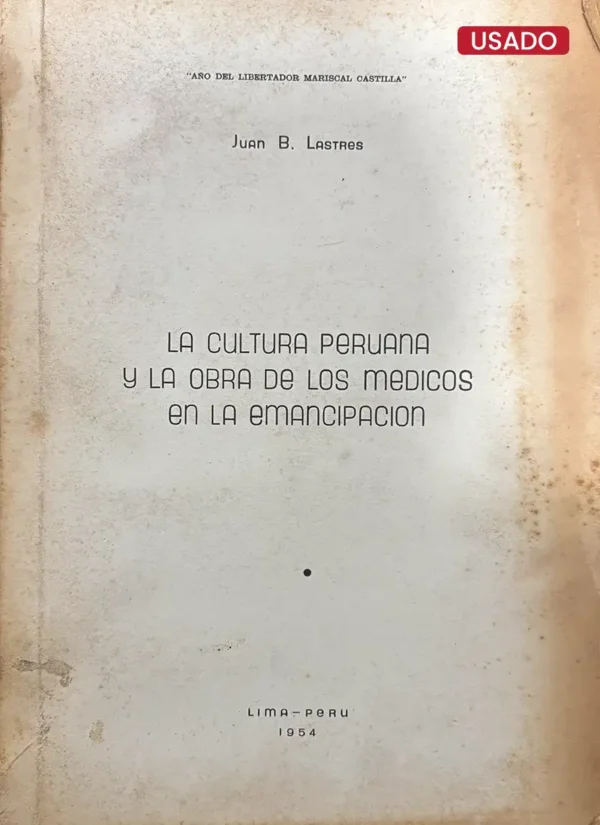 USADO
"AÑO DEL LIBERTADOR MARISCAL CASTILLA"
Juan B. Lastres
LA CULTURA PERUANA
Y LA OBRA DE LOS MEDICOS
EN LA EMANCIPACION
LIMA-PERU
1954